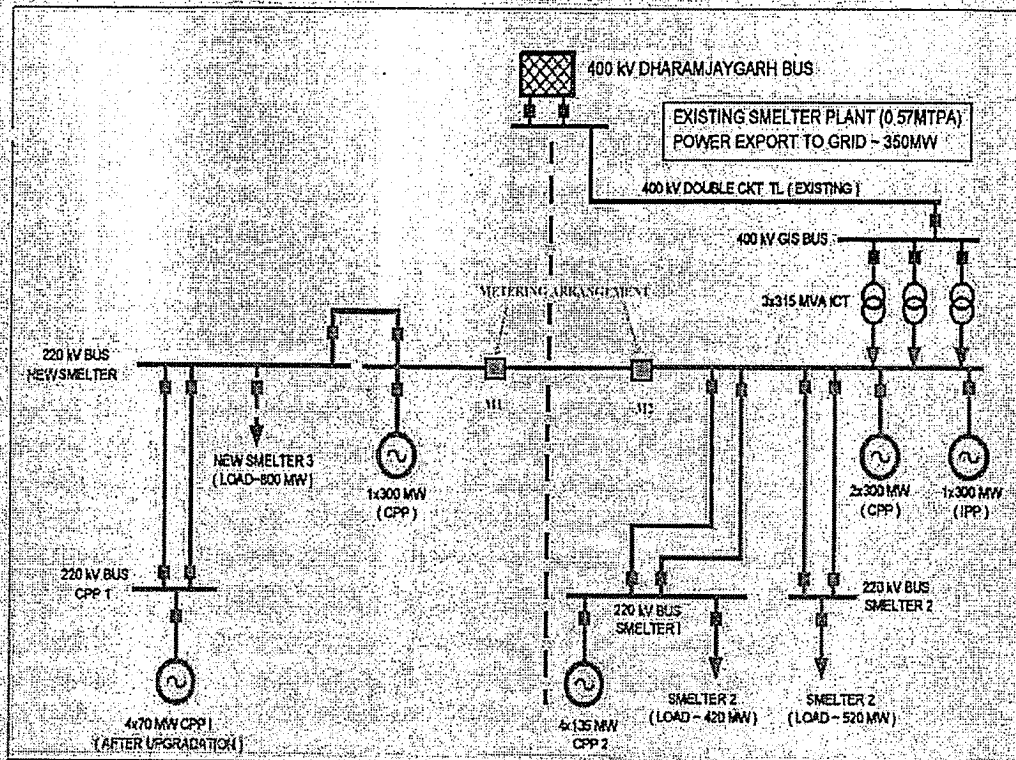 400 kV DHARAMJAYGARH BUS
EXISTING SMELTER PLANT (0.57MTPA)
POWER EXPORT TO GRID ~ 350MW
400 kV DOUBLE CKT TL (EXISTING)
400 kV GIS BUS
3x315 MVA ICT
METERING ARRANGEMENT
220 kV BUS
NEW SMELTER
M1
M2
NEW SMELTER 3
(LOAD~800 MW)
1x300 MW
(CPP)
2x300 MW
(CPP)
1x300 MW
(IPP)
220 kV BUS
CPP 1
220 kV BUS
SMELTER 1
220 kV BUS
SMELTER 2
4x70 MW CPP 1
(AFTER UPGRADATION)
4x135 MW
CPP 2
SMELTER 2
(LOAD ~ 420 MW)
SMELTER 2
(LOAD ~ 520 MW)